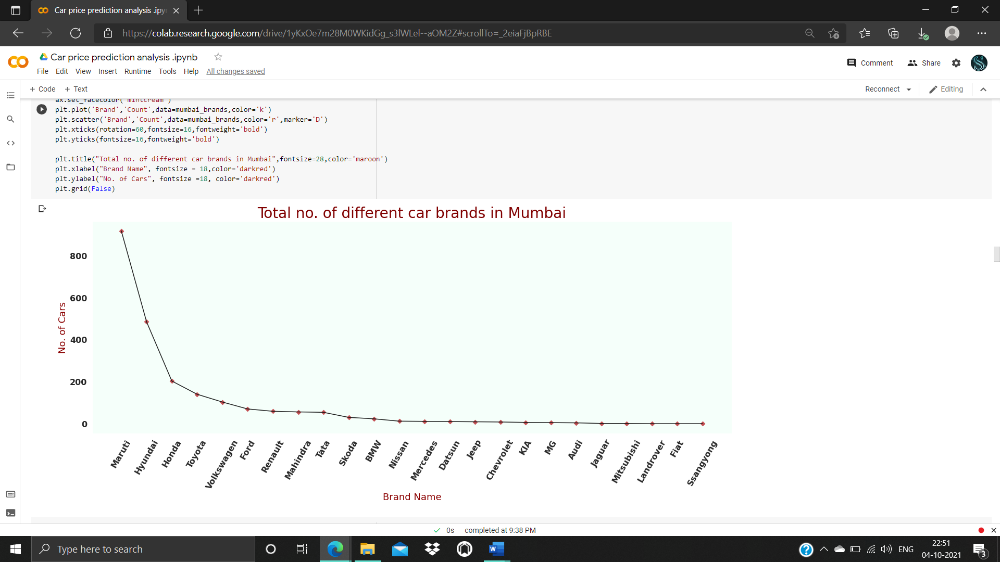 Car price prediction analysis .ipy
https://colab.research.google.com/drive/1yKxOe7m28M0WKidGg_s3lWLel--aOM2Z#scrollTo=_2eiaFjBpRBE
Car price prediction analysis .ipynb
File Edit View Insert Runtime Tools Help All changes saved
Comment Share
+ Code + Text
Reconnect Editing
ax.set_facecolor('mintcream')
plt.plot('Brand','Count',data=mumbai_brands,color='k')
plt.scatter('Brand','Count',data=mumbai_brands,color='r',marker='D')
plt.xticks(rotation=60,fontsize=16,fontweight='bold')
plt.yticks(fontsize=16,fontweight='bold')
plt.title("Total no. of different car brands in Mumbai",fontsize=28,color='maroon')
plt.xlabel("Brand Name", fontsize = 18,color='darkred')
plt.ylabel("No. of Cars", fontsize =18, color='darkred')
plt.grid(False)
Total no. of different car brands in Mumbai
800
600
400
200
0
No. of Cars
Maruti Hyundai Honda Toyota Volkswagen Ford Renault Mahindra Tata Skoda BMW Nissan Mercedes Datsun Jeep Chevrolet KIA MG Audi Jaguar Mitsubishi Landrover Fiat Ssangyong
Brand Name
0s completed at 9:38 PM
Type here to search
ENG
22:51
04-10-2021
3